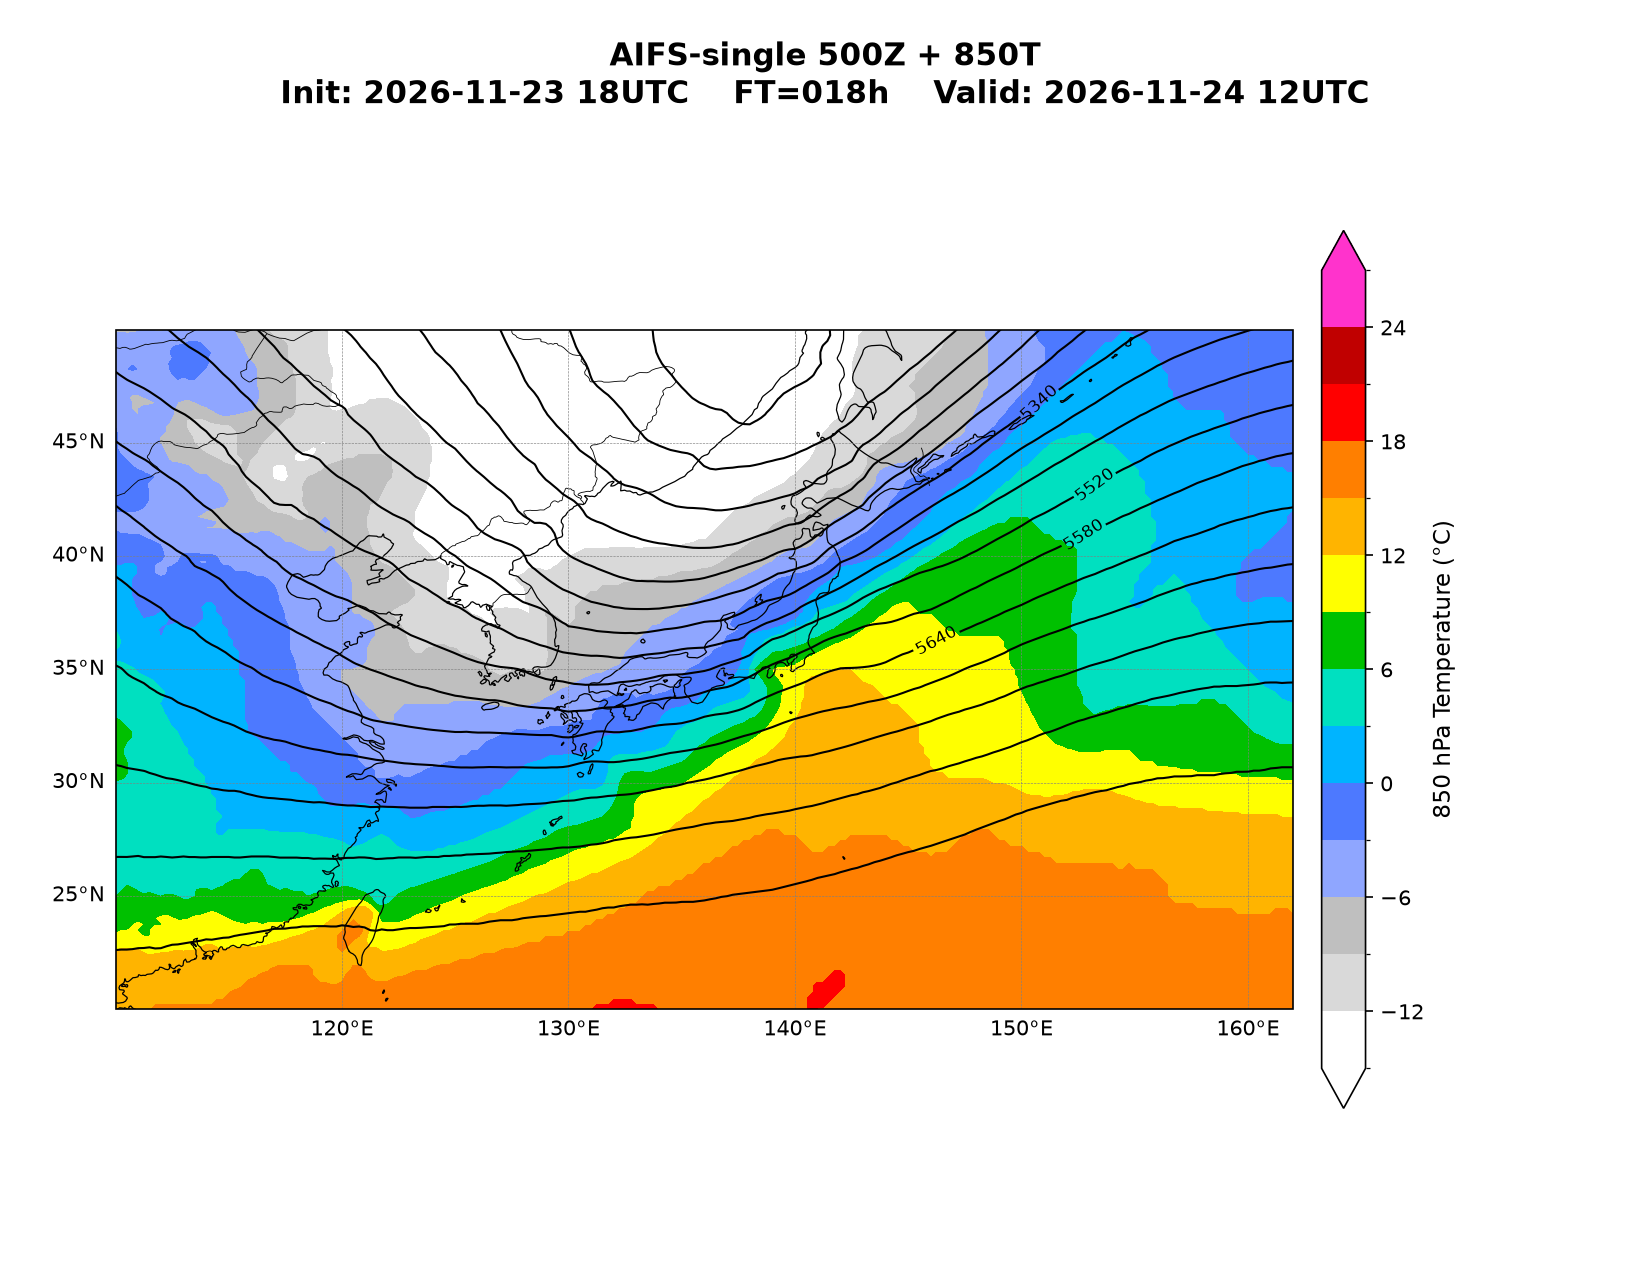 AIFS-single 500Z + 850T
Init: 2026-11-23 18UTC    FT=018h    Valid: 2026-11-24 12UTC
45°N
40°N
35°N
30°N
25°N
120°E
130°E
140°E
150°E
160°E
5340
5520
5580
5640
24
18
12
6
0
−6
−12
850 hPa Temperature (°C)